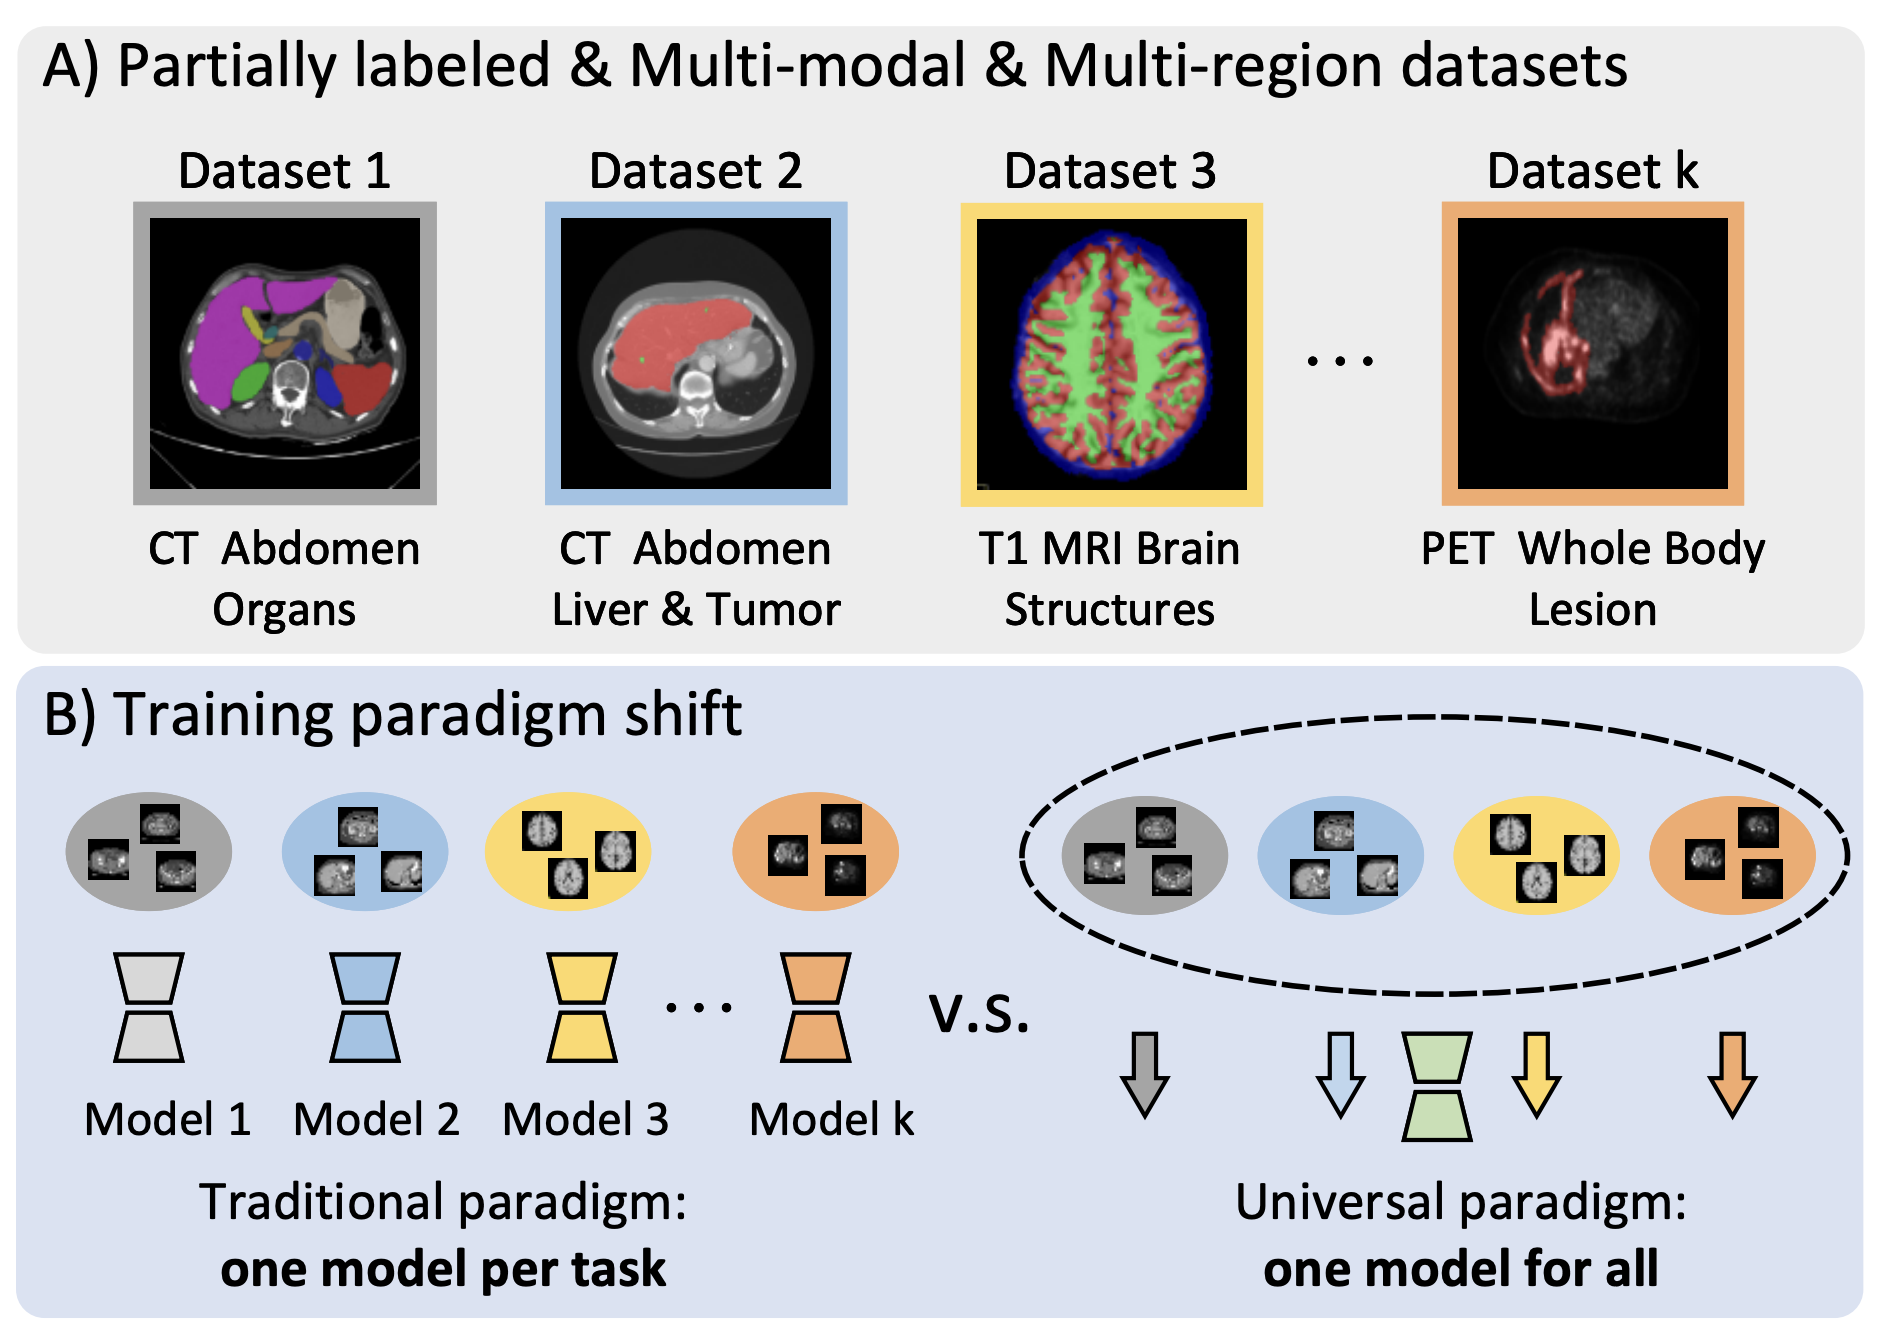 A) Partially labeled & Multi-modal & Multi-region datasets
Dataset 1
Dataset 2
Dataset 3
Dataset k
...
CT Abdomen
Organs
CT Abdomen
Liver & Tumor
T1 MRI Brain
Structures
PET Whole Body
Lesion
B) Training paradigm shift
...
Model 1
Model 2
Model 3
Model k
Traditional paradigm:
one model per task
v.s.
Universal paradigm:
one model for all